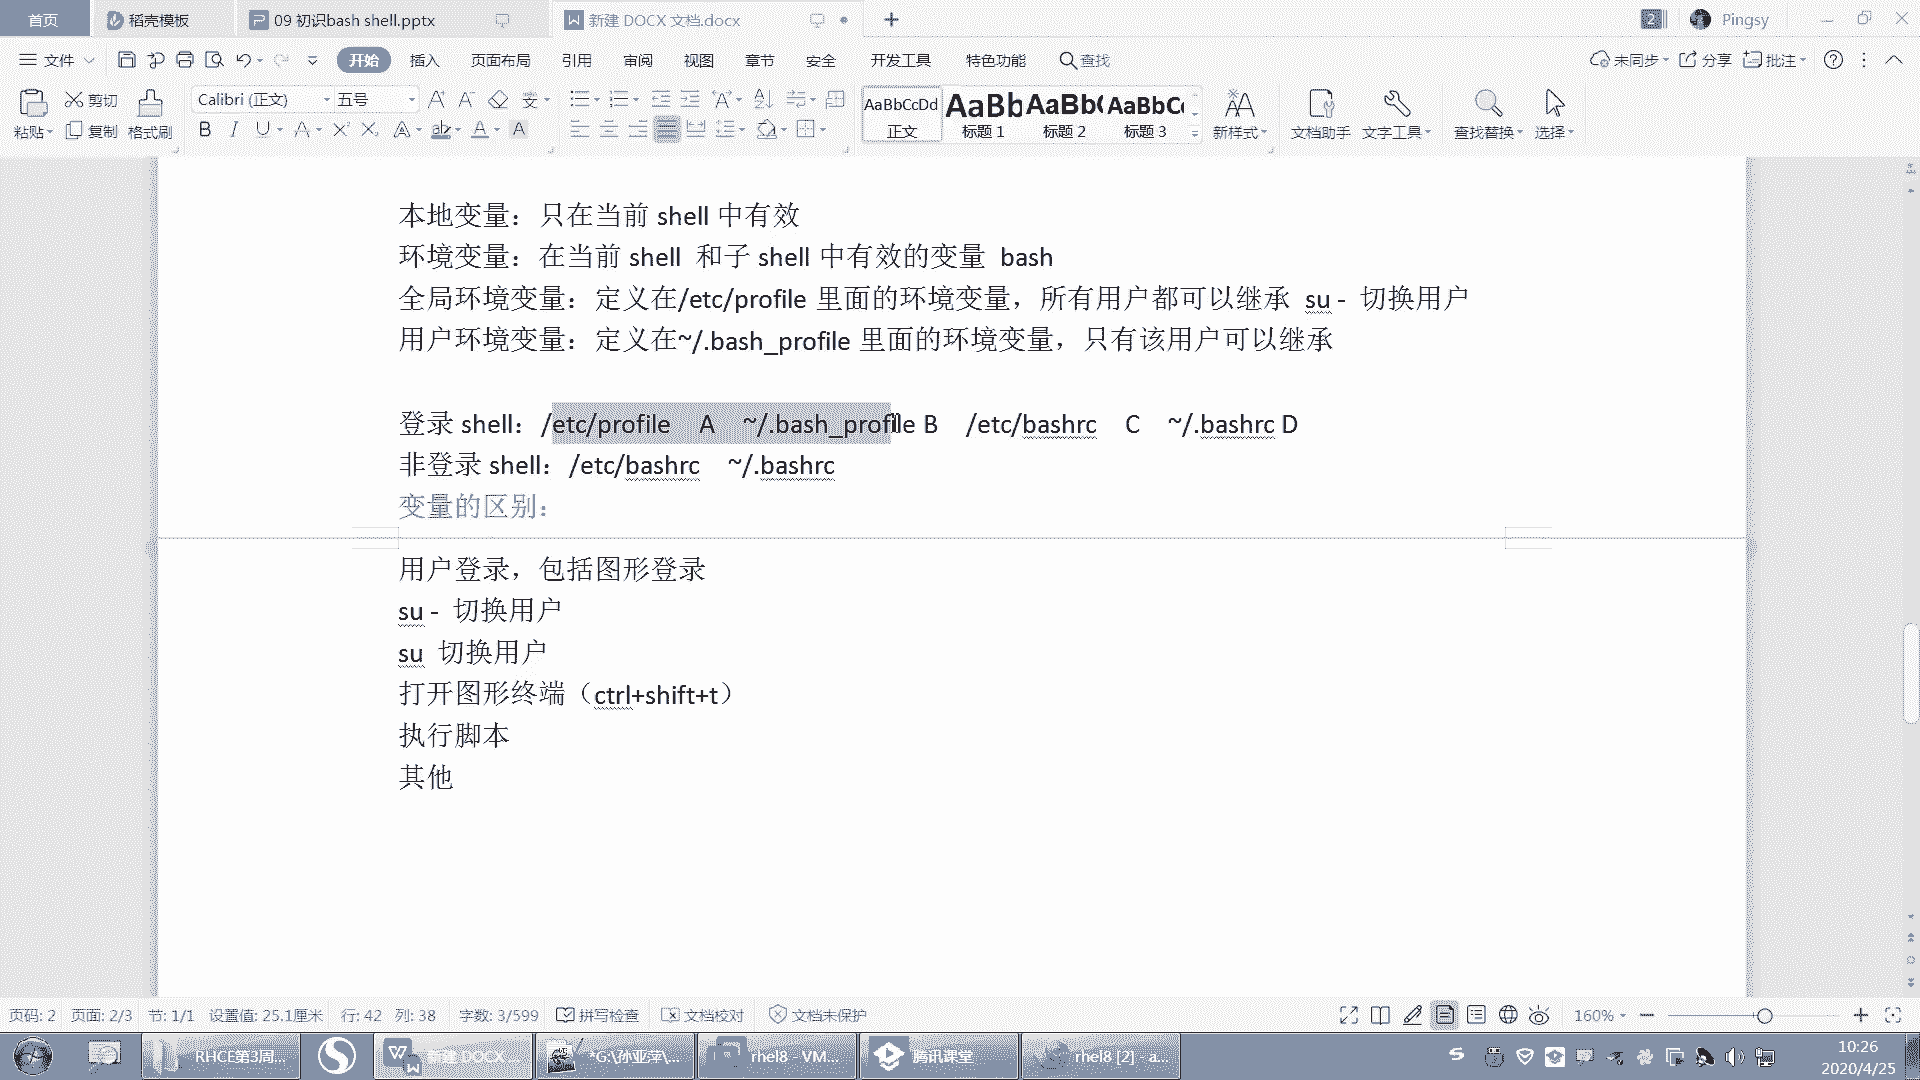 首页 稻壳模板 09 初识bash shell.pptx 新建 DOCX 文档.docx 2 Pingsy
文件 开始 插入 页面布局 引用 审阅 视图 章节 安全 开发工具 特色功能 查找 未同步 分享 批注
粘贴 剪切 复制 格式刷 Calibri (正文) 五号 AaBbCcDd 正文 AaBb 标题 1 AaBb 标题 2 AaBbC 标题 3 新样式 文档助手 文字工具 查找替换 选择
本地变量：只在当前 shell 中有效
环境变量：在当前 shell 和子 shell 中有效的变量 bash
全局环境变量：定义在/etc/profile 里面的环境变量，所有用户都可以继承 su - 切换用户
用户环境变量：定义在~/.bash_profile 里面的环境变量，只有该用户可以继承
登录 shell：/etc/profile A ~/.bash_profile B /etc/bashrc C ~/.bashrc D
非登录 shell：/etc/bashrc ~/.bashrc
变量的区别：
用户登录，包括图形登录
su - 切换用户
su 切换用户
打开图形终端（ctrl+shift+t）
执行脚本
其他
页码: 2 页面: 2/3 节: 1/1 设置值: 25.1厘米 行: 42 列: 38 字数: 3/599 拼写检查 文档校对 文档未保护 160%
RHCE第3周... 新建 DOCX ... *G:\孙亚萍\... rhel8 - VM... 腾讯课堂 rhel8 [2] - a... 10:26
2020/4/25